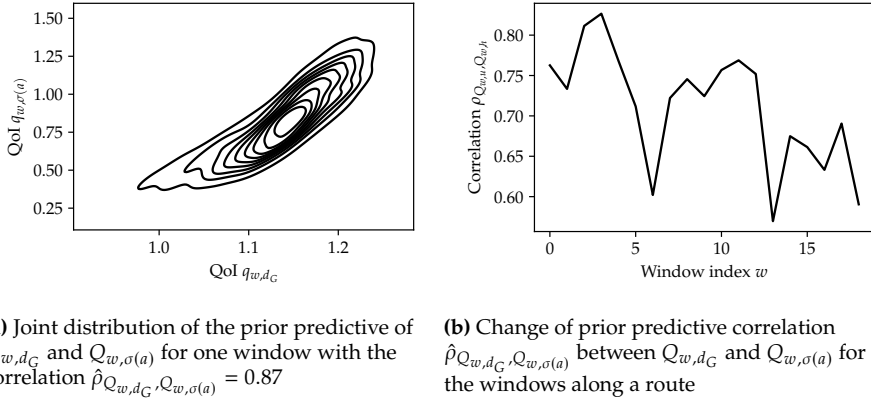 1.50
1.25
1.00
0.75
0.50
0.25
QoI q_{w,σ(a)}
1.0 1.1 1.2
QoI q_{w,d_G}
0.80
0.75
0.70
0.65
0.60
Correlation ρ_{Q_{w,u},Q_{w,h}}
0 5 10 15
Window index w
) Joint distribution of the prior predictive of
w,d_G and Q_{w,σ(a)} for one window with the
orrelation ρ̂_{Q_{w,d_G},Q_{w,σ(a)}} = 0.87
(b) Change of prior predictive correlation
ρ̂_{Q_{w,d_G},Q_{w,σ(a)}} between Q_{w,d_G} and Q_{w,σ(a)} for
the windows along a route